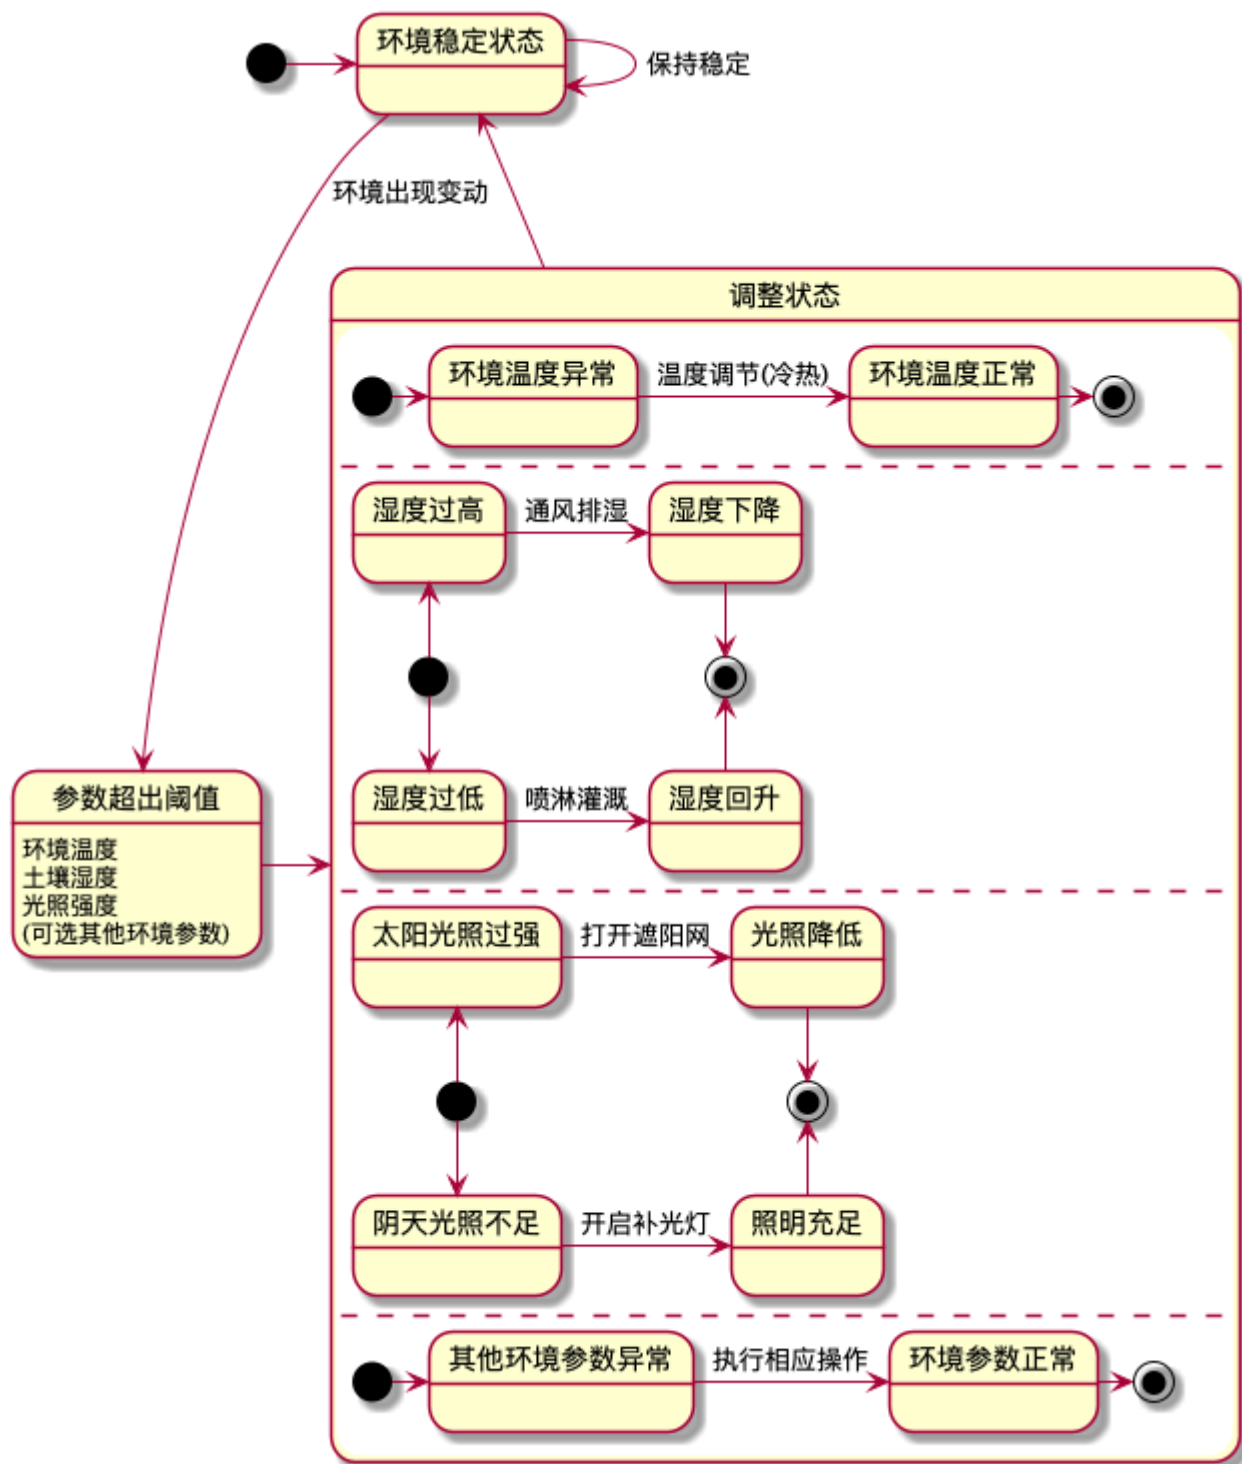 环境稳定状态
保持稳定
环境出现变动
调整状态
环境温度异常
温度调节(冷热)
环境温度正常
湿度过高
通风排湿
湿度下降
湿度过低
喷淋灌溉
湿度回升
参数超出阈值
环境温度
土壤湿度
光照强度
(可选其他环境参数)
太阳光照过强
打开遮阳网
光照降低
阴天光照不足
开启补光灯
照明充足
其他环境参数异常
执行相应操作
环境参数正常